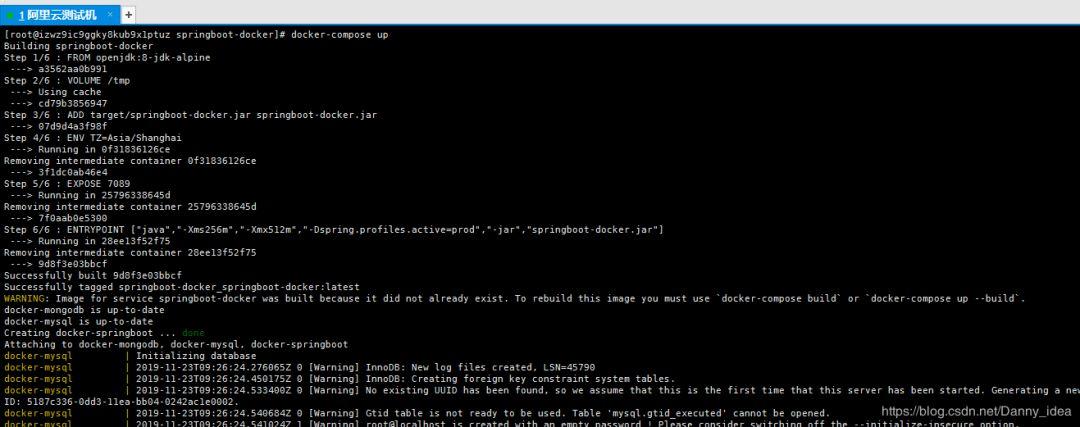 1 阿里云测试机 × +
[root@izwz9ic9ggky8kub9x1ptuz springboot-docker]# docker-compose up
Building springboot-docker
Step 1/6 : FROM openjdk:8-jdk-alpine
---> a3562aa0b991
Step 2/6 : VOLUME /tmp
---> Using cache
---> cd79b3856947
Step 3/6 : ADD target/springboot-docker.jar springboot-docker.jar
---> 07d9d4a3f98f
Step 4/6 : ENV TZ=Asia/Shanghai
---> Running in 0f31836126ce
Removing intermediate container 0f31836126ce
---> 3f1dc0ab46e4
Step 5/6 : EXPOSE 7089
---> Running in 25796338645d
Removing intermediate container 25796338645d
---> 7f0aab0e5300
Step 6/6 : ENTRYPOINT ["java","-Xms256m","-Xmx512m","-Dspring.profiles.active=prod","-jar","springboot-docker.jar"]
---> Running in 28ee13f52f75
Removing intermediate container 28ee13f52f75
---> 9d8f3e03bbcf
Successfully built 9d8f3e03bbcf
Successfully tagged springboot-docker_springboot-docker:latest
WARNING: Image for service springboot-docker was built because it did not already exist. To rebuild this image you must use `docker-compose build` or `docker-compose up --build`.
docker-mongodb is up-to-date
docker-mysql is up-to-date
Creating docker-springboot ... done
Attaching to docker-mongodb, docker-mysql, docker-springboot
docker-mysql | Initializing database
docker-mysql | 2019-11-23T09:26:24.276065Z 0 [Warning] InnoDB: New log files created, LSN=45790
docker-mysql | 2019-11-23T09:26:24.450175Z 0 [Warning] InnoDB: Creating foreign key constraint system tables.
docker-mysql | 2019-11-23T09:26:24.533400Z 0 [Warning] No existing UUID has been found, so we assume that this is the first time that this server has been started. Generating a new
ID: 5187c336-0dd3-11ea-bb04-0242ac1e0002.
docker-mysql | 2019-11-23T09:26:24.540684Z 0 [Warning] Gtid table is not ready to be used. Table 'mysql.gtid_executed' cannot be opened.
docker-mysql | 2019-11-23T09:26:24.541024Z 1 [Warning] root@localhost is created with an empty password ! Please consider switching off the --initialize-insecure option.
https://blog.csdn.net/Danny_idea